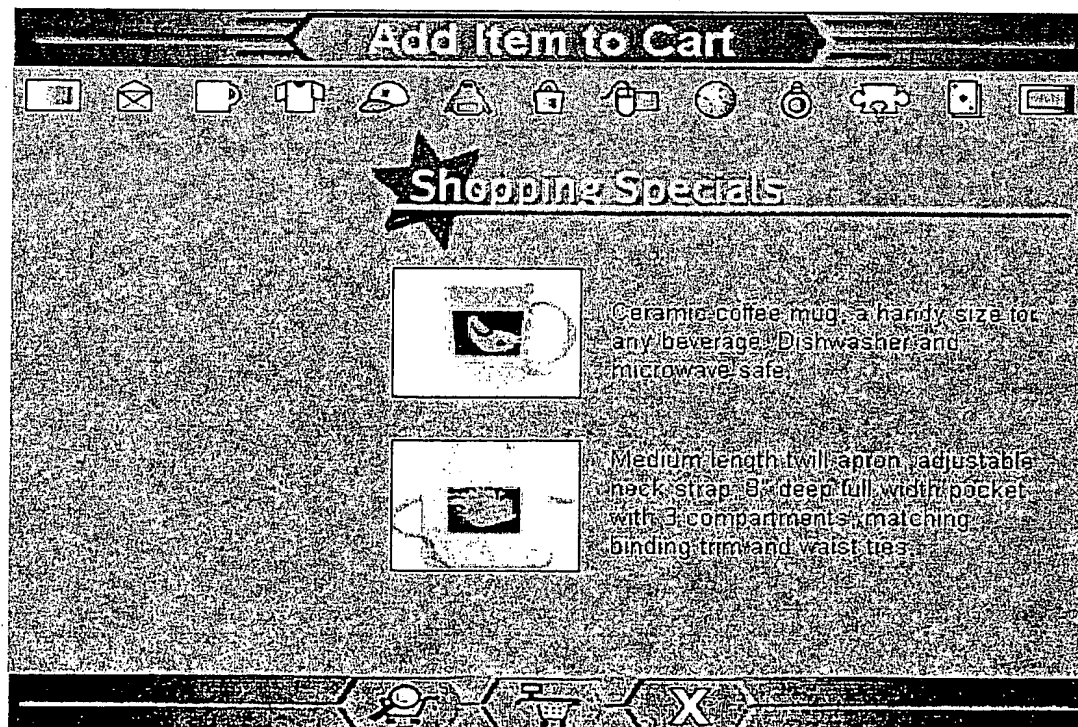 Add Item to Cart
Shopping Specials
Ceramic coffee mug, a handy size for
any beverage. Dishwasher and
microwave safe.
Medium length twill apron, adjustable
neck strap, 8" deep full width pocket
with 3 compartments, matching
binding trim and waist ties.
X